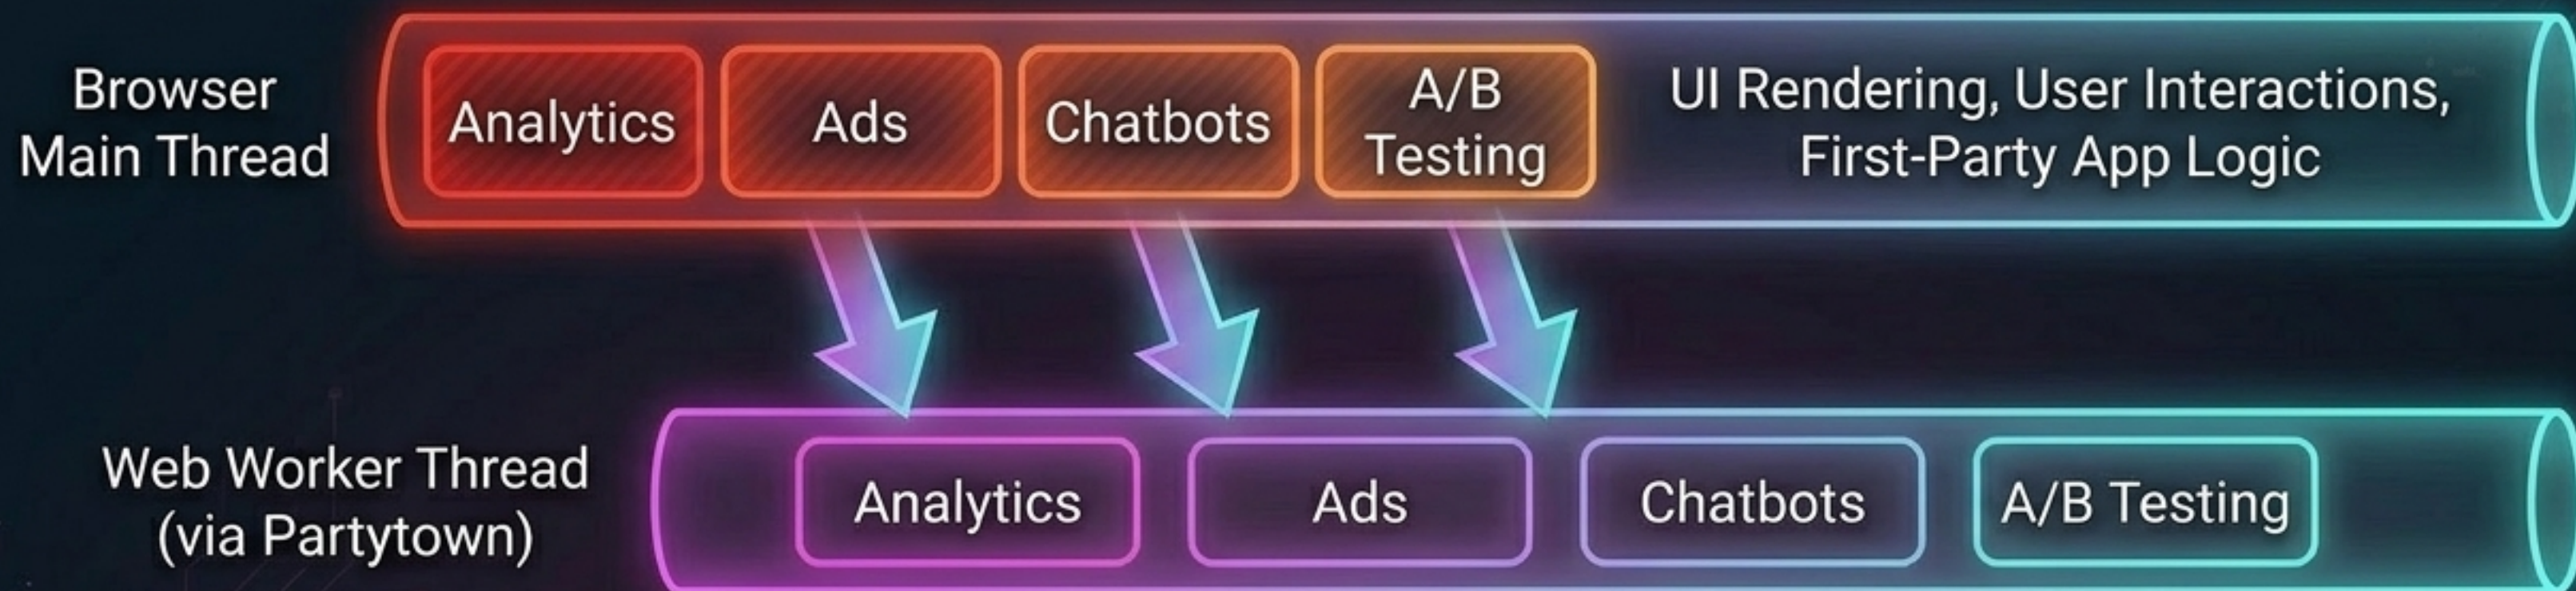 Browser
Main Thread
Analytics
Ads
Chatbots
A/B
Testing
UI Rendering, User Interactions,
First-Party App Logic
Web Worker Thread
(via Partytown)
Analytics
Ads
Chatbots
A/B Testing